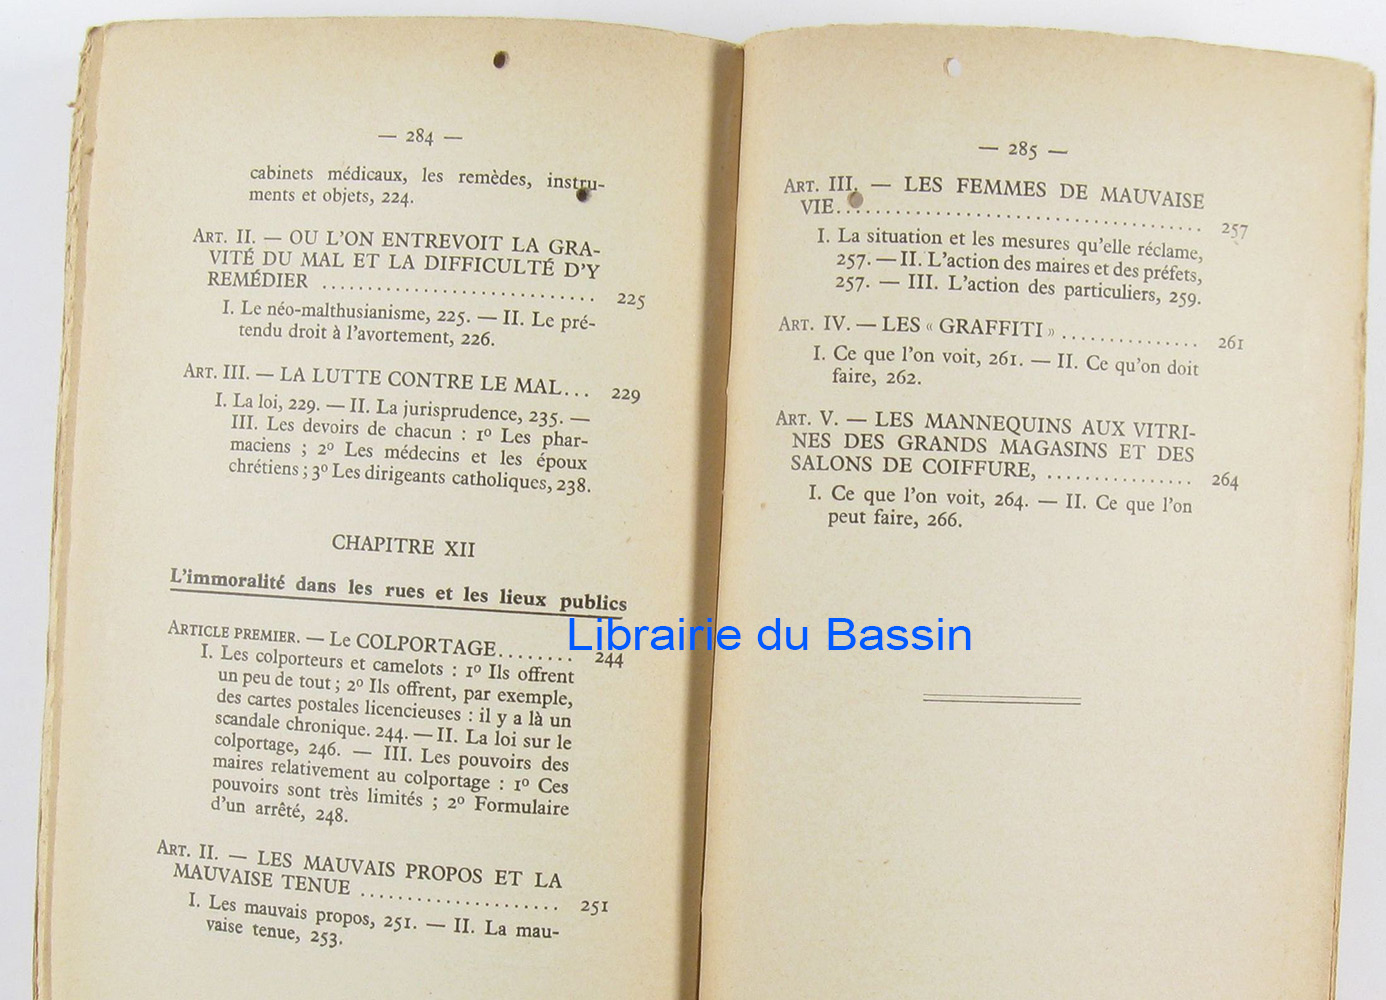 — 284 —
cabinets médicaux, les remèdes, instru-
ments et objets, 224.
ART. II. — OU L'ON ENTREVOIT LA GRA-
VITÉ DU MAL ET LA DIFFICULTÉ D'Y
REMÉDIER ............................ 225
I. Le néo-malthusianisme, 225. — II. Le pré-
tendu droit à l'avortement, 226.
ART. III. — LA LUTTE CONTRE LE MAL... 229
I. La loi, 229. — II. La jurisprudence, 235. —
III. Les devoirs de chacun : 1º Les phar-
maciens ; 2º Les médecins et les époux
chrétiens ; 3º Les dirigeants catholiques, 238.
CHAPITRE XII
L'immoralité dans les rues et les lieux publics
ARTICLE PREMIER. — Le COLPORTAGE........ 244
I. Les colporteurs et camelots : 1º Ils offrent
un peu de tout ; 2º Ils offrent, par exemple,
des cartes postales licencieuses : il y a là un
scandale chronique. 244. — II. La loi sur le
colportage, 246. — III. Les pouvoirs des
maires relativement au colportage : 1º Ces
pouvoirs sont très limités ; 2º Formulaire
d'un arrêté, 248.
ART. II. — LES MAUVAIS PROPOS ET LA
MAUVAISE TENUE .................... 251
I. Les mauvais propos, 251. — II. La mau-
vaise tenue, 253.
— 285 —
ART. III. — LES FEMMES DE MAUVAISE
VIE.................................. 257
I. La situation et les mesures qu'elle réclame,
257. — II. L'action des maires et des préfets,
257. — III. L'action des particuliers, 259.
ART. IV. — LES « GRAFFITI » .............. 261
I. Ce que l'on voit, 261. — II. Ce qu'on doit
faire, 262.
ART. V. — LES MANNEQUINS AUX VITRI-
NES DES GRANDS MAGASINS ET DES
SALONS DE COIFFURE, ............... 264
I. Ce que l'on voit, 264. — II. Ce que l'on
peut faire, 266.
Librairie du Bassin